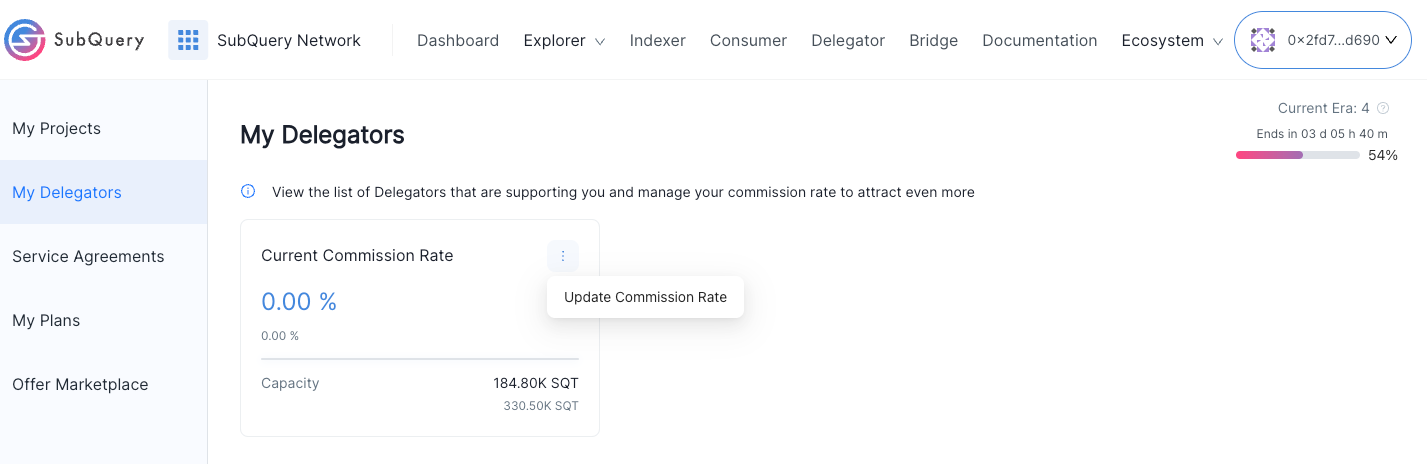 SubQuery SubQuery Network Dashboard Explorer Indexer Consumer Delegator Bridge Documentation Ecosystem 0x2fd7...d690
Current Era: 4
Ends in 03 d 05 h 40 m
54%
My Projects
My Delegators
Service Agreements
My Plans
Offer Marketplace
My Delegators
View the list of Delegators that are supporting you and manage your commission rate to attract even more
Current Commission Rate
Update Commission Rate
0.00 %
0.00 %
Capacity 184.80K SQT
330.50K SQT